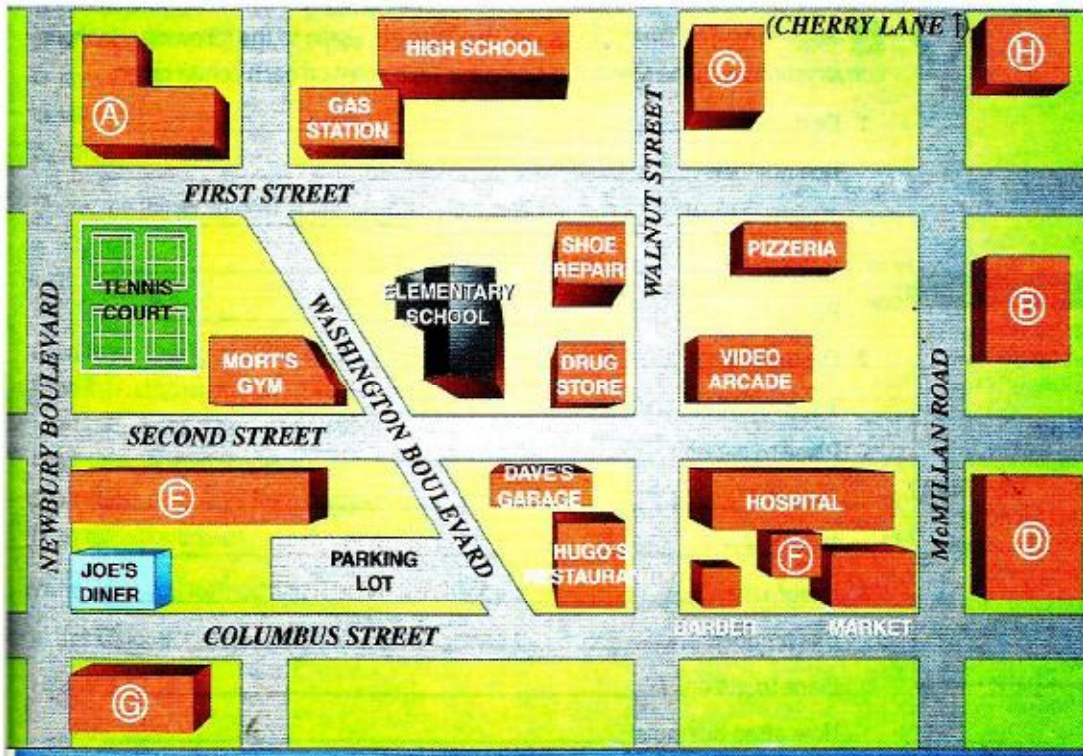 (CHERRY LANE ↑)
HIGH SCHOOL
C
H
A
GAS
STATION
FIRST STREET
WALNUT STREET
TENNIS
COURT
ELEMENTARY
SCHOOL
SHOE
REPAIR
PIZZERIA
B
MORT'S
GYM
WASHINGTON BOULEVARD
DRUG
STORE
VIDEO
ARCADE
NEWBURY BOULEVARD
SECOND STREET
McMILLAN ROAD
E
DAVE'S
GARAGE
HOSPITAL
D
JOE'S
DINER
PARKING
LOT
HUGO'S
RESTAURANT
F
BARBER
MARKET
COLUMBUS STREET
G